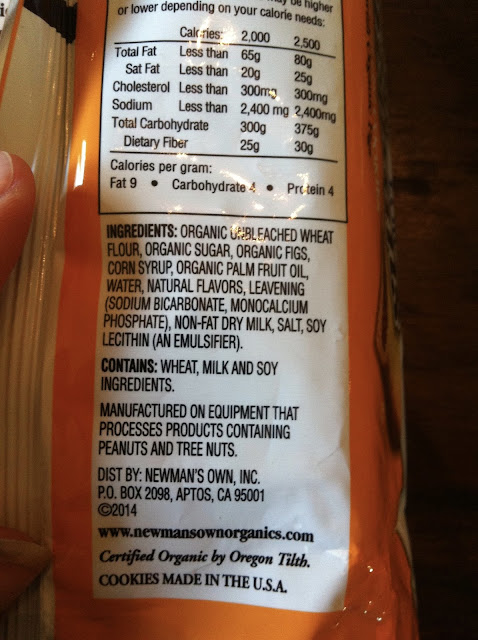 be higher
or lower depending on your calorie needs:
Calories: 2,000 2,500
Total Fat Less than 65g 80g
Sat Fat Less than 20g 25g
Cholesterol Less than 300mg 300mg
Sodium Less than 2,400 mg 2,400mg
Total Carbohydrate 300g 375g
Dietary Fiber 25g 30g
Calories per gram:
Fat 9 • Carbohydrate 4 • Protein 4
INGREDIENTS: ORGANIC UNBLEACHED WHEAT
FLOUR, ORGANIC SUGAR, ORGANIC FIGS,
CORN SYRUP, ORGANIC PALM FRUIT OIL,
WATER, NATURAL FLAVORS, LEAVENING
(SODIUM BICARBONATE, MONOCALCIUM
PHOSPHATE), NON-FAT DRY MILK, SALT, SOY
LECITHIN (AN EMULSIFIER).
CONTAINS: WHEAT, MILK AND SOY
INGREDIENTS.
MANUFACTURED ON EQUIPMENT THAT
PROCESSES PRODUCTS CONTAINING
PEANUTS AND TREE NUTS.
DIST BY: NEWMAN'S OWN, INC.
P.O. BOX 2098, APTOS, CA 95001
©2014
www.newmansownorganics.com
Certified Organic by Oregon Tilth.
COOKIES MADE IN THE U.S.A.